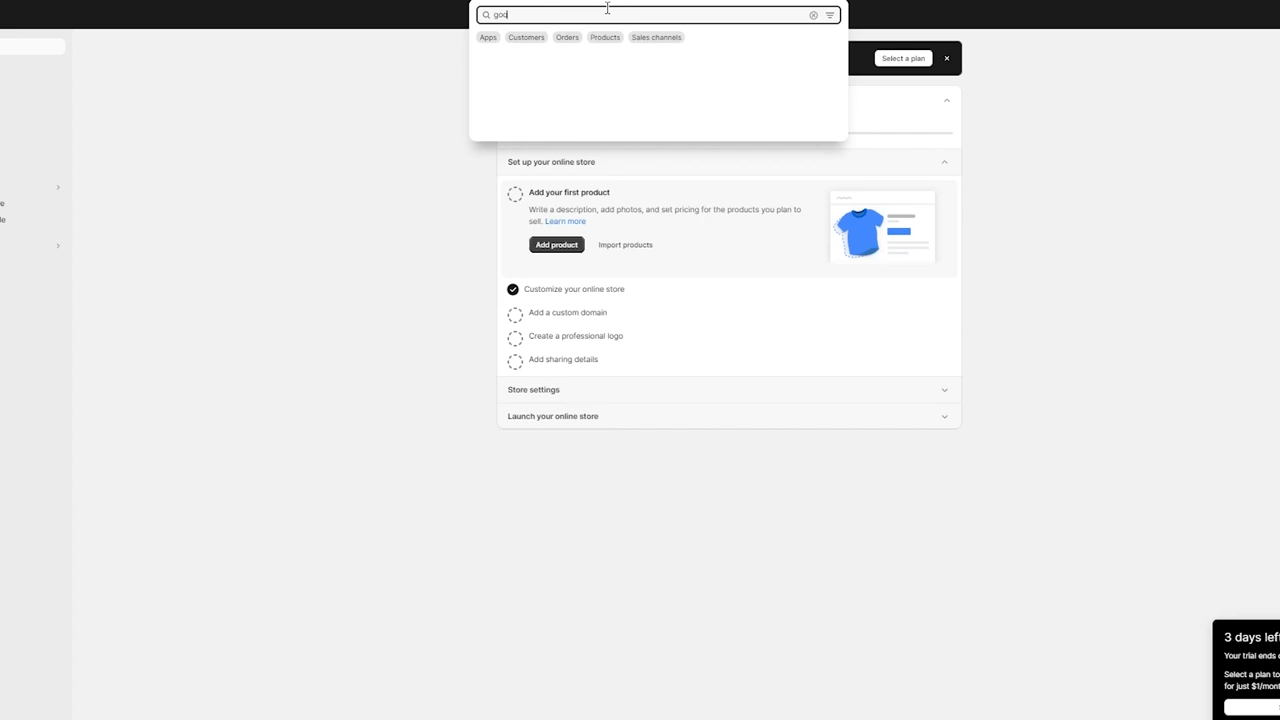 goo
Apps Customers Orders Products Sales channels
Select a plan
Set up your online store
Add your first product
Write a description, add photos, and set pricing for the products you plan to
sell. Learn more
Add product Import products
Customize your online store
Add a custom domain
Create a professional logo
Add sharing details
Store settings
Launch your online store
3 days left
Your trial ends
Select a plan to
for just $1/mont